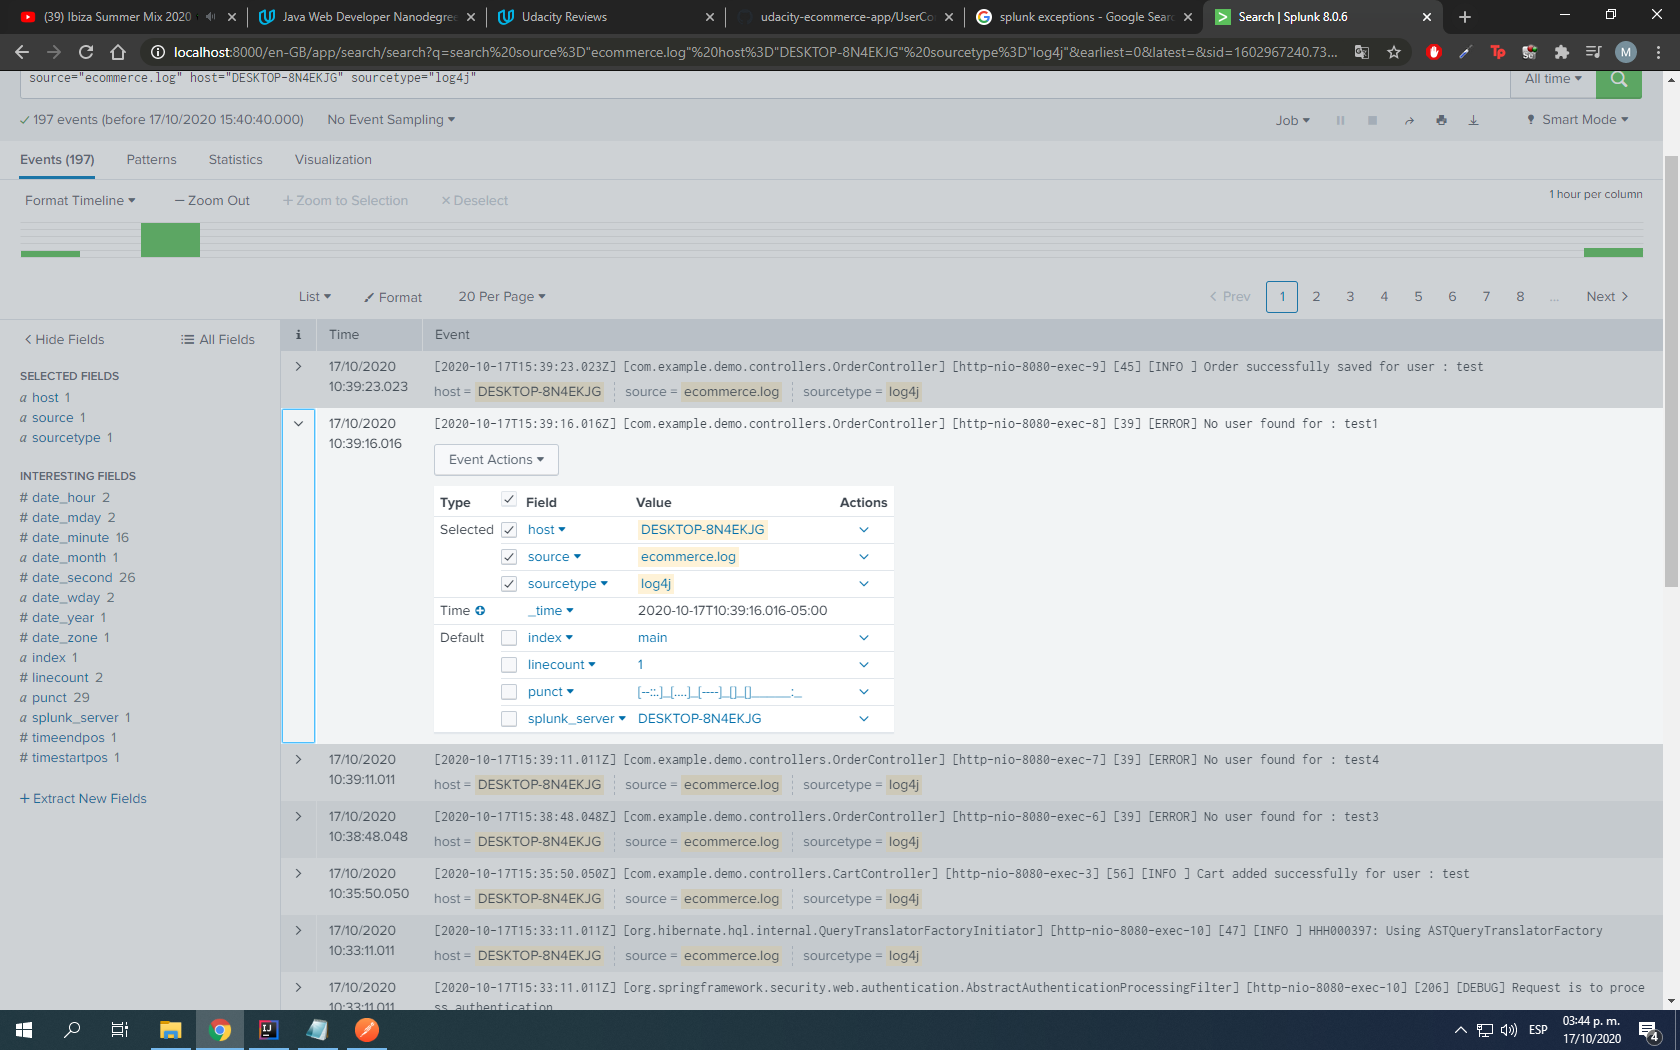 (39) Ibiza Summer Mix 2020
Java Web Developer Nanodegree
Udacity Reviews
udacity-ecommerce-app/UserCo
splunk exceptions - Google Sear
Search | Splunk 8.0.6
localhost:8000/en-GB/app/search/search?q=search%20source%3D"ecommerce.log"%20host%3D"DESKTOP-8N4EKJG"%20sourcetype%3D"log4j"&earliest=0&latest=&sid=1602967240.73...
source="ecommerce.log" host="DESKTOP-8N4EKJG" sourcetype="log4j"
All time
197 events (before 17/10/2020 15:40:40.000) No Event Sampling
Job
Smart Mode
Events (197) Patterns Statistics Visualization
Format Timeline — Zoom Out + Zoom to Selection × Deselect
1 hour per column
List Format 20 Per Page
< Prev 1 2 3 4 5 6 7 8 ... Next >
< Hide Fields All Fields
SELECTED FIELDS
a host 1
a source 1
a sourcetype 1
INTERESTING FIELDS
# date_hour 2
# date_mday 2
# date_minute 16
a date_month 1
# date_second 26
a date_wday 2
# date_year 1
# date_zone 1
a index 1
# linecount 2
a punct 29
a splunk_server 1
# timeendpos 1
# timestartpos 1
+ Extract New Fields
i Time Event
17/10/2020
10:39:23.023
[2020-10-17T15:39:23.023Z] [com.example.demo.controllers.OrderController] [http-nio-8080-exec-9] [45] [INFO ] Order successfully saved for user : test
host = DESKTOP-8N4EKJG source = ecommerce.log sourcetype = log4j
17/10/2020
10:39:16.016
[2020-10-17T15:39:16.016Z] [com.example.demo.controllers.OrderController] [http-nio-8080-exec-8] [39] [ERROR] No user found for : test1
Event Actions
Type Field Value Actions
Selected host DESKTOP-8N4EKJG
source ecommerce.log
sourcetype log4j
Time _time 2020-10-17T10:39:16.016-05:00
Default index main
linecount 1
punct [--::.]_[....]_[----]_[]_[]______:_
splunk_server DESKTOP-8N4EKJG
17/10/2020
10:39:11.011
[2020-10-17T15:39:11.011Z] [com.example.demo.controllers.OrderController] [http-nio-8080-exec-7] [39] [ERROR] No user found for : test4
host = DESKTOP-8N4EKJG source = ecommerce.log sourcetype = log4j
17/10/2020
10:38:48.048
[2020-10-17T15:38:48.048Z] [com.example.demo.controllers.OrderController] [http-nio-8080-exec-6] [39] [ERROR] No user found for : test3
host = DESKTOP-8N4EKJG source = ecommerce.log sourcetype = log4j
17/10/2020
10:35:50.050
[2020-10-17T15:35:50.050Z] [com.example.demo.controllers.CartController] [http-nio-8080-exec-3] [56] [INFO ] Cart added successfully for user : test
host = DESKTOP-8N4EKJG source = ecommerce.log sourcetype = log4j
17/10/2020
10:33:11.011
[2020-10-17T15:33:11.011Z] [org.hibernate.hql.internal.QueryTranslatorFactoryInitiator] [http-nio-8080-exec-10] [47] [INFO ] HHH000397: Using ASTQueryTranslatorFactory
host = DESKTOP-8N4EKJG source = ecommerce.log sourcetype = log4j
17/10/2020
10:33:11.011
[2020-10-17T15:33:11.011Z] [org.springframework.security.web.authentication.AbstractAuthenticationProcessingFilter] [http-nio-8080-exec-10] [206] [DEBUG] Request is to proce
ss authentication
ESP
03:44 p. m.
17/10/2020
4